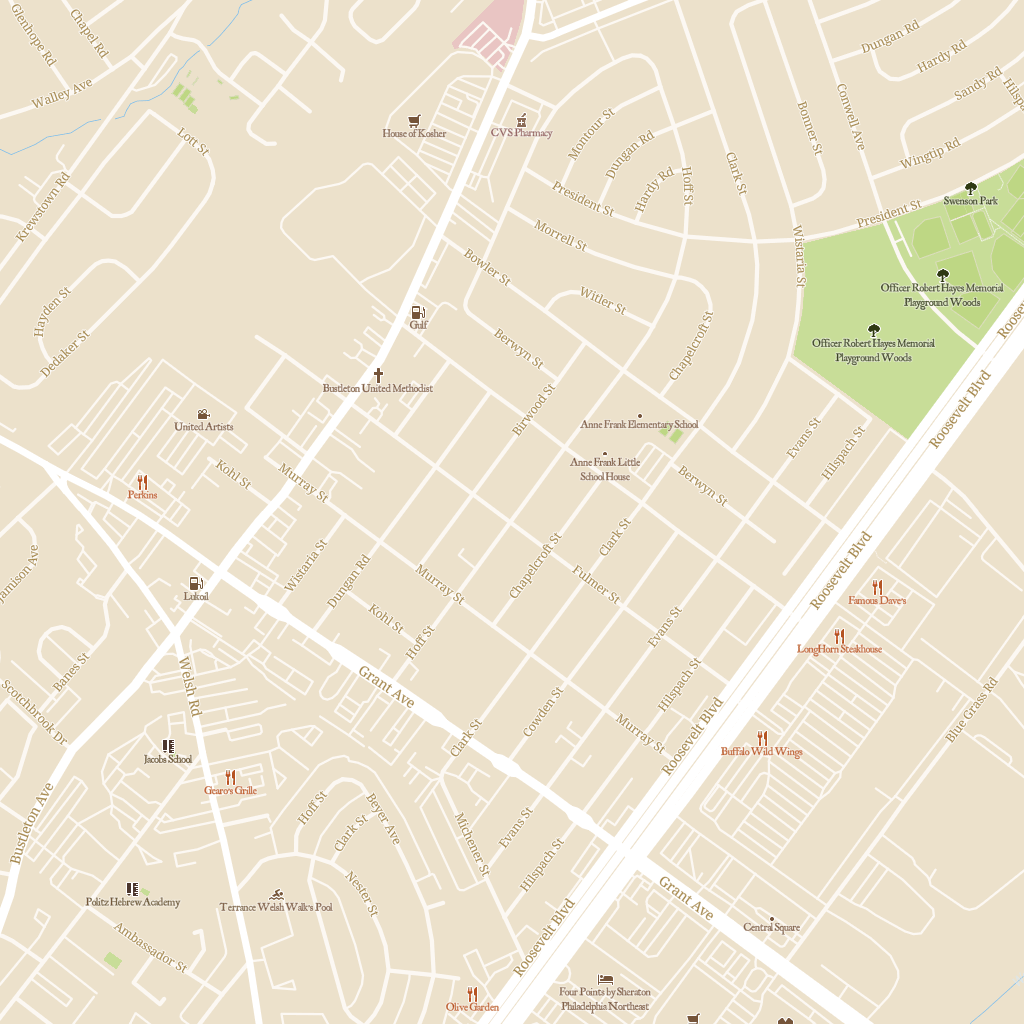 Glenhope Rd
Chapel Rd
Walley Ave
Dungan Rd
Hardy Rd
Sandy Rd
Conwell Ave
Bonner St
Wingtip Rd
House of Kosher
CVS Pharmacy
Montour St
Dungan Rd
Hardy Rd
Hoff St
Clark St
Lott St
Krewstown Rd
President St
President St
Swenson Park
Morrell St
Wistaria St
Bowler St
Witler St
Officer Robert Hayes Memorial
Playground Woods
Hayden St
Dedaker St
Gulf
Berwyn St
Chapelcroft St
Officer Robert Hayes Memorial
Playground Woods
Roosevelt Blvd
Bustleton United Methodist
Birwood St
United Artists
Anne Frank Elementary School
Evans St
Hilspach St
Anne Frank Little
School House
Kohl St
Murray St
Perkins
Berwyn St
Clark St
Jamison Ave
Wistaria St
Dungan Rd
Chapelcroft St
Fulmer St
Roosevelt Blvd
Lukoil
Murray St
Kohl St
Hoff St
Evans St
Famous Dave's
LongHorn Steakhouse
Banes St
Scotchbrook Dr
Welsh Rd
Grant Ave
Cowden St
Hilspach St
Murray St
Clark St
Roosevelt Blvd
Blue Grass Rd
Jacobs School
Buffalo Wild Wings
Gearo's Grille
Bustleton Ave
Hoff St
Clark St
Beyer Ave
Michener St
Evans St
Hilspach St
Nester St
Politz Hebrew Academy
Terrance Welsh Walk's Pool
Grant Ave
Central Square
Ambassador St
Roosevelt Blvd
Olive Garden
Four Points by Sheraton
Philadelphia Northeast